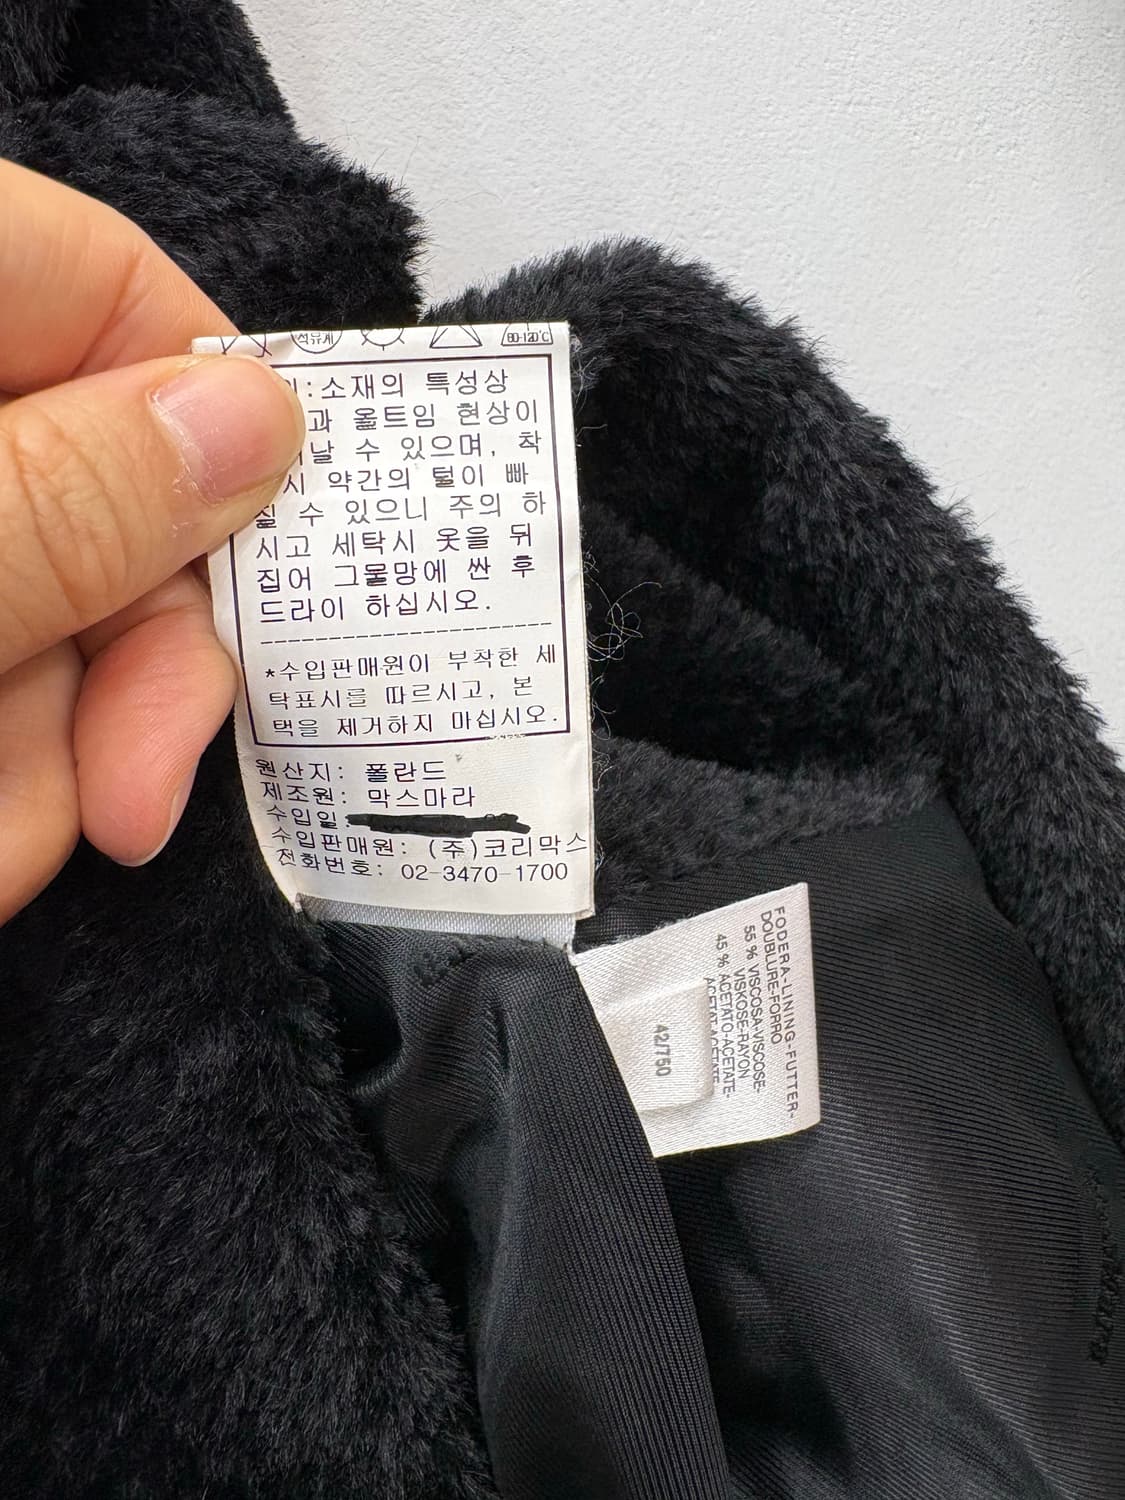 석유계
80-120℃
:소재의 특성상
과 올트임 현상이
날 수 있으며, 착
시 약간의 털이 빠
질 수 있으니 주의 하
시고 세탁시 옷을 뒤
집어 그물망에 싼 후
드라이 하십시오.
*수입판매원이 부착한 세
탁표시를 따르시고, 본
택을 제거하지 마십시오.
원산지: 폴란드
제조원: 막스마라
수입일:
수입판매원: (주)코리막스
전화번호: 02-3470-1700
FODERA-LINING-FUTTER-
DOUBLURE-FORRO
55 % VISCOSA-VISCOSE-
VISKOSE-RAYON
45 % ACETATO-ACETATE-
ACETAT-ACETATE
42/750